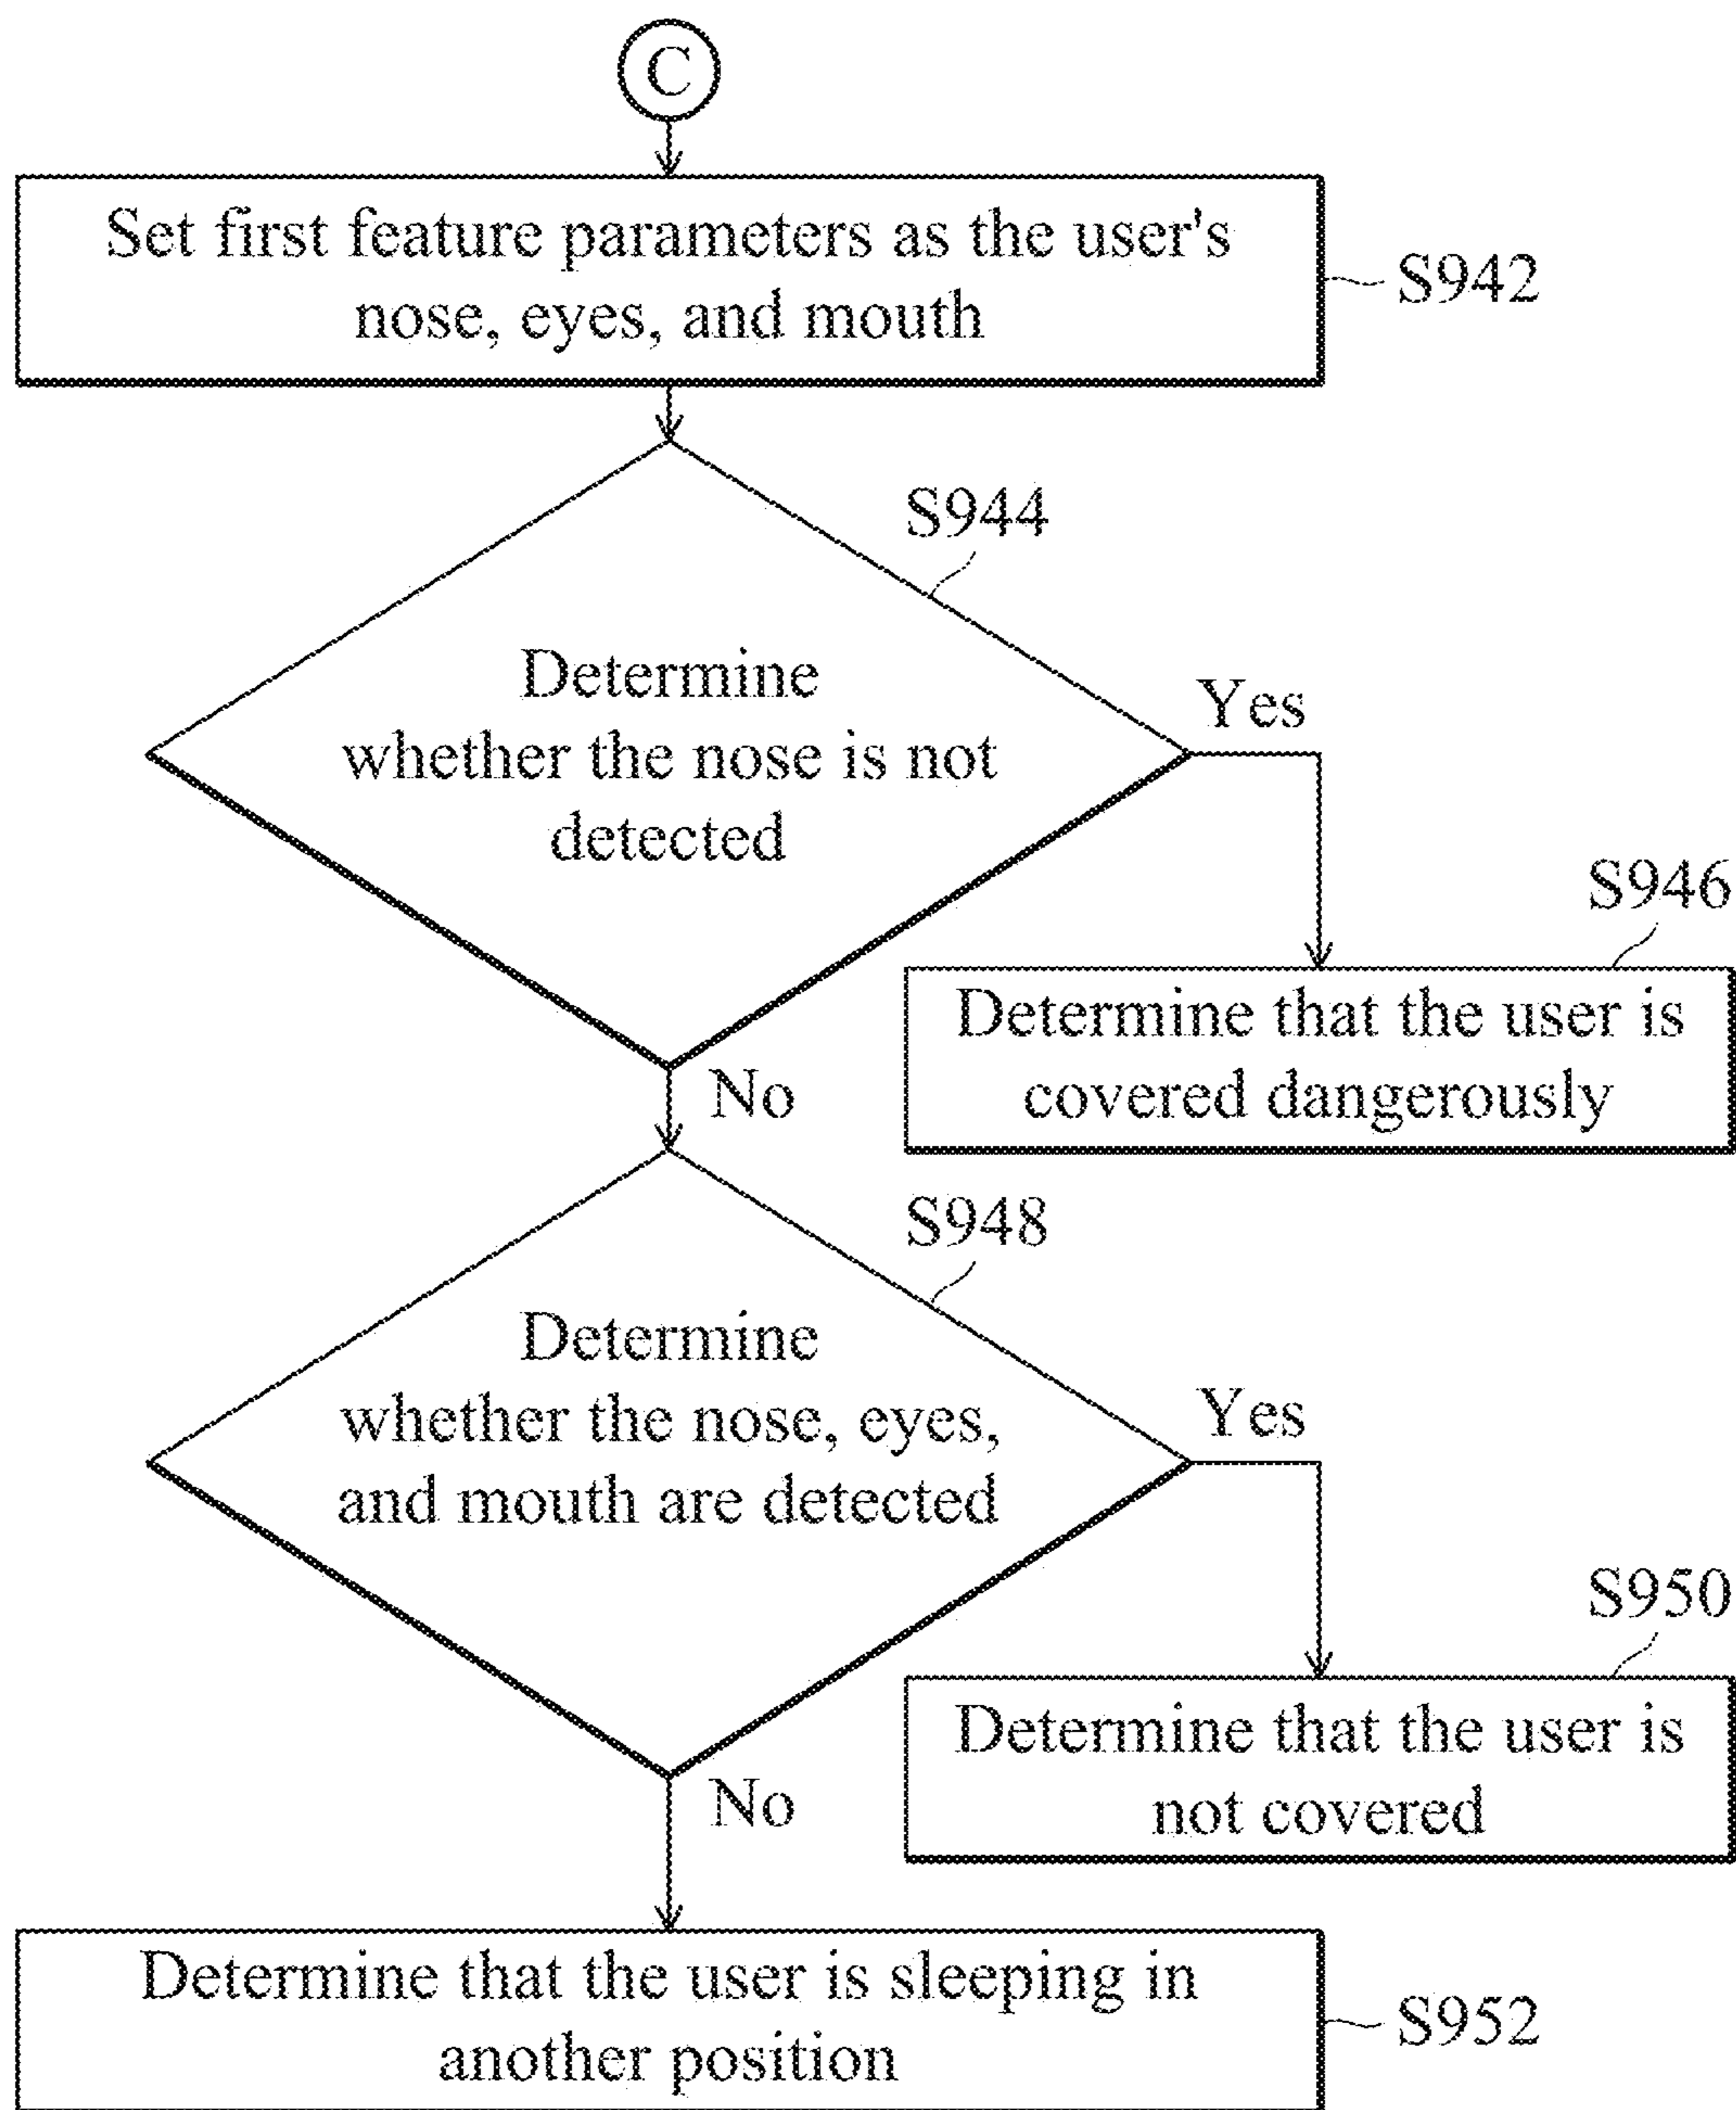 C
Set first feature parameters as the user's
nose, eyes, and mouth
S942
S944
Determine
whether the nose is not
detected
Yes
S946
Determine that the user is
covered dangerously
No
S948
Determine
whether the nose, eyes,
and mouth are detected
Yes
S950
Determine that the user is
not covered
No
Determine that the user is sleeping in
another position
S952